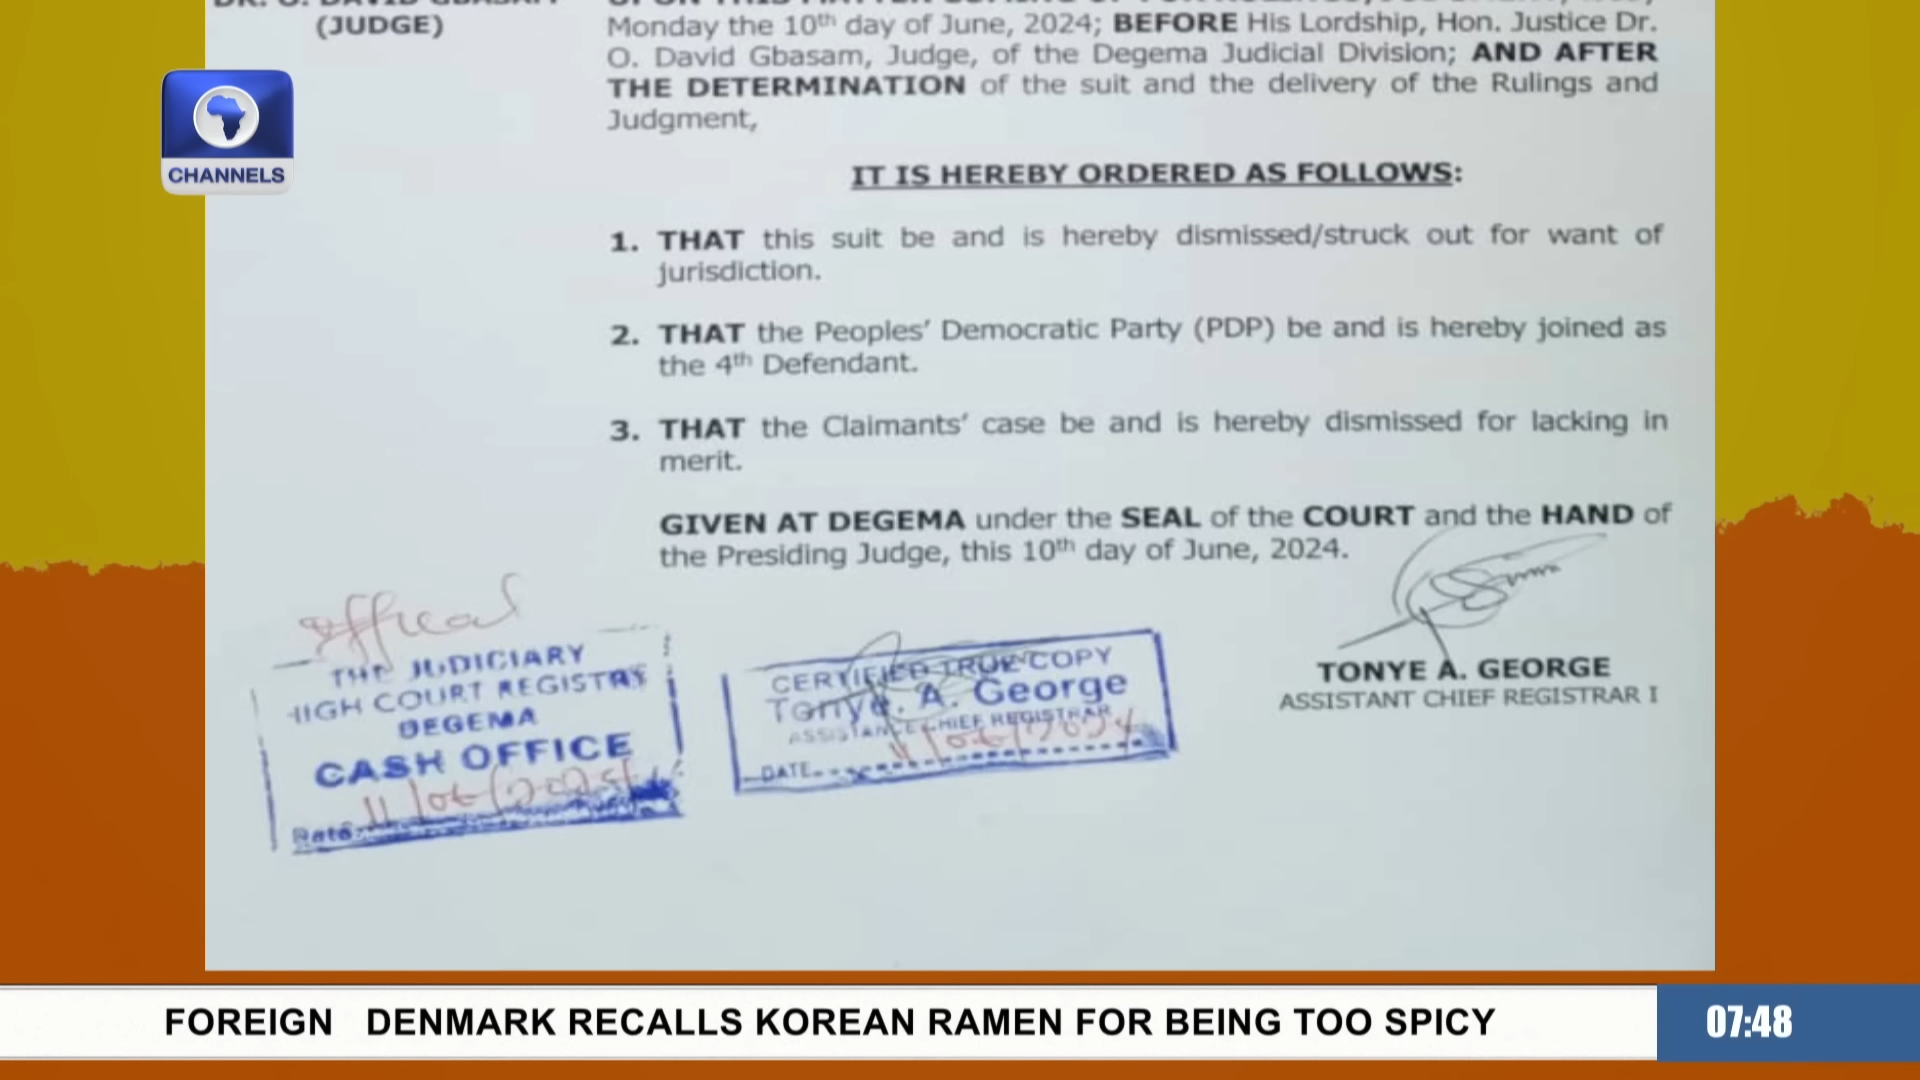 (JUDGE)
Monday the 10th day of June, 2024; BEFORE His Lordship, Hon. Justice Dr.
O. David Gbasam, Judge, of the Degema Judicial Division; AND AFTER
THE DETERMINATION of the suit and the delivery of the Rulings and
Judgment,
CHANNELS
IT IS HEREBY ORDERED AS FOLLOWS:
1. THAT this suit be and is hereby dismissed/struck out for want of
jurisdiction.
2. THAT the Peoples' Democratic Party (PDP) be and is hereby joined as
the 4th Defendant.
3. THAT the Claimants' case be and is hereby dismissed for lacking in
merit.
GIVEN AT DEGEMA under the SEAL of the COURT and the HAND of
the Presiding Judge, this 10th day of June, 2024.
THE JUDICIARY
HIGH COURT REGISTRY
DEGEMA
CASH OFFICE
Date
CERTIFIED TRUE COPY
Tonye. A. George
ASSISTANT CHIEF REGISTRAR
DATE
TONYE A. GEORGE
ASSISTANT CHIEF REGISTRAR I
FOREIGN DENMARK RECALLS KOREAN RAMEN FOR BEING TOO SPICY
07:48